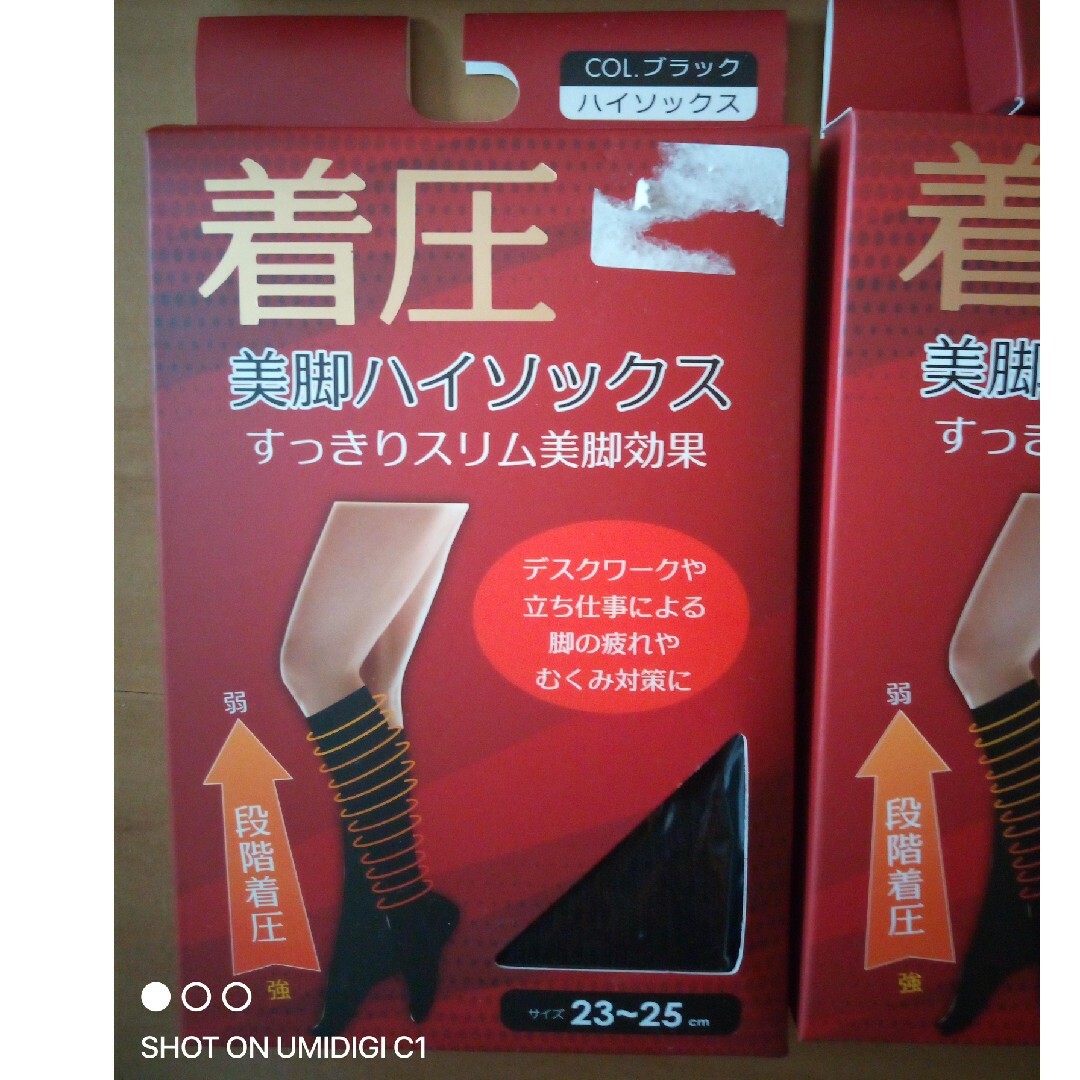 COL.ブラック
ハイソックス
着圧
美脚ハイソックス
すっきりスリム美脚効果
デスクワークや
立ち仕事による
脚の疲れや
むくみ対策に
弱
段階着圧
強
サイズ 23~25 cm
着
美脚
すっき
弱
段階着圧
強
SHOT ON UMIDIGI C1